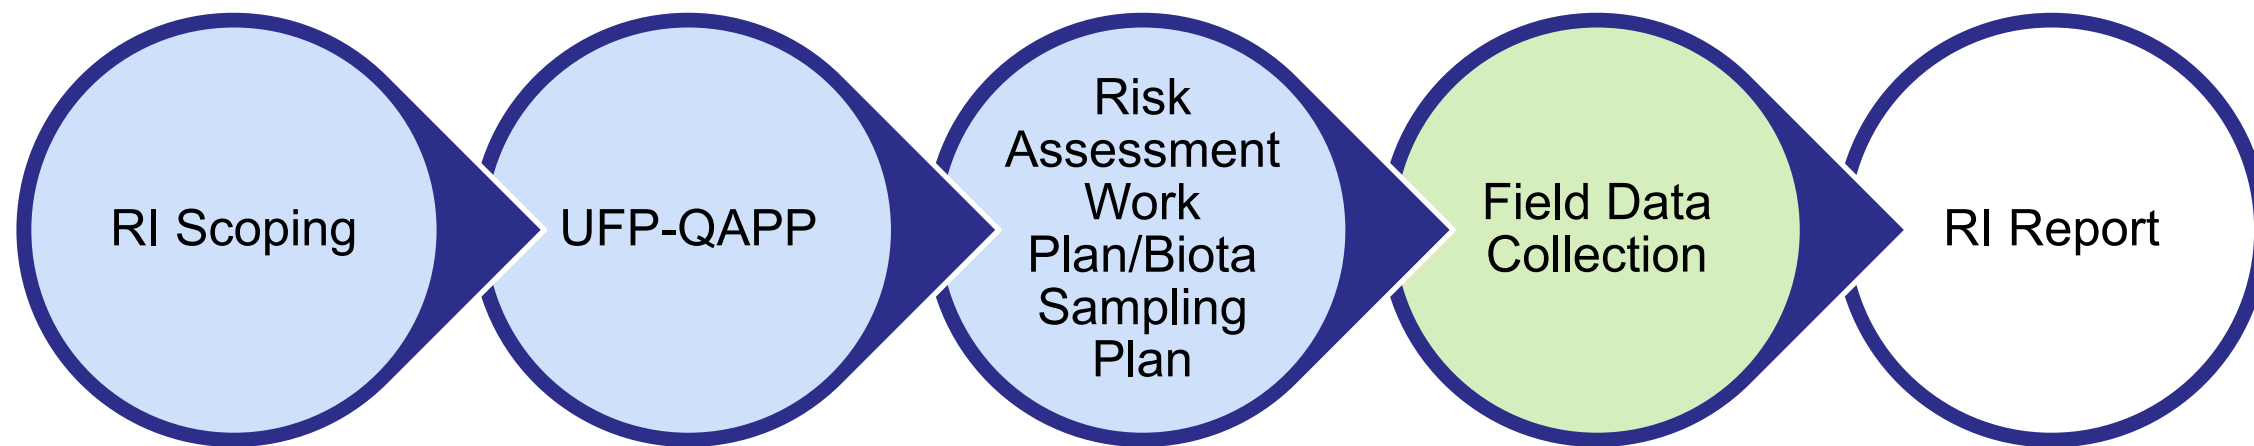 RI Scoping
UFP-QAPP
Risk
Assessment
Work
Plan/Biota
Sampling
Plan
Field Data
Collection
RI Report